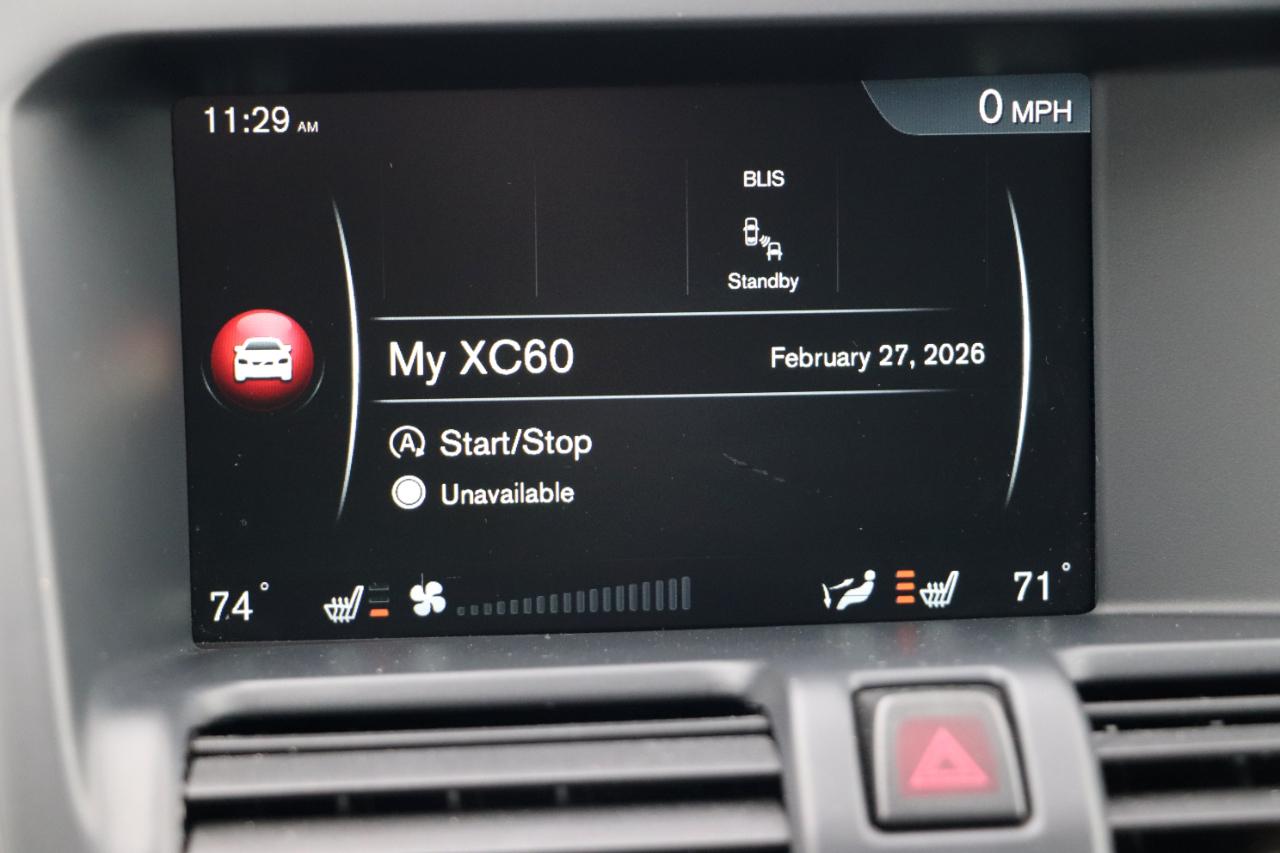 11:29 AM
0 MPH
BLIS
Standby
My XC60
February 27, 2026
A Start/Stop
Unavailable
74°
71°